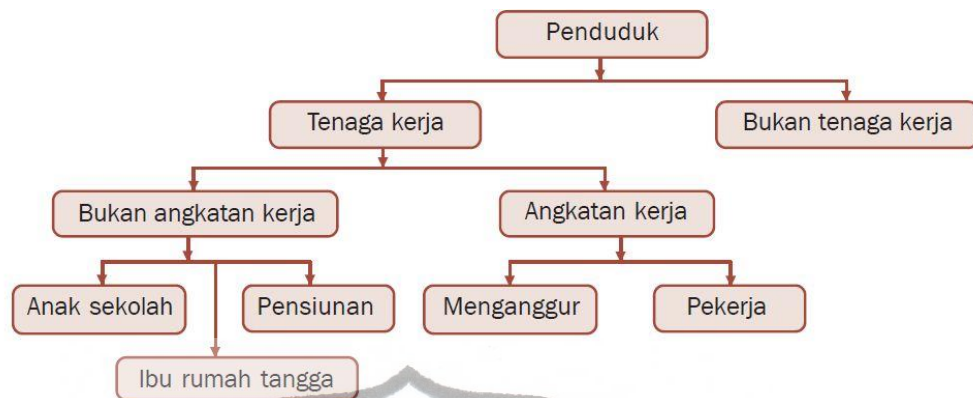 Penduduk
Tenaga kerja
Bukan tenaga kerja
Bukan angkatan kerja
Angkatan kerja
Anak sekolah
Pensiunan
Menganggur
Pekerja
Ibu rumah tangga